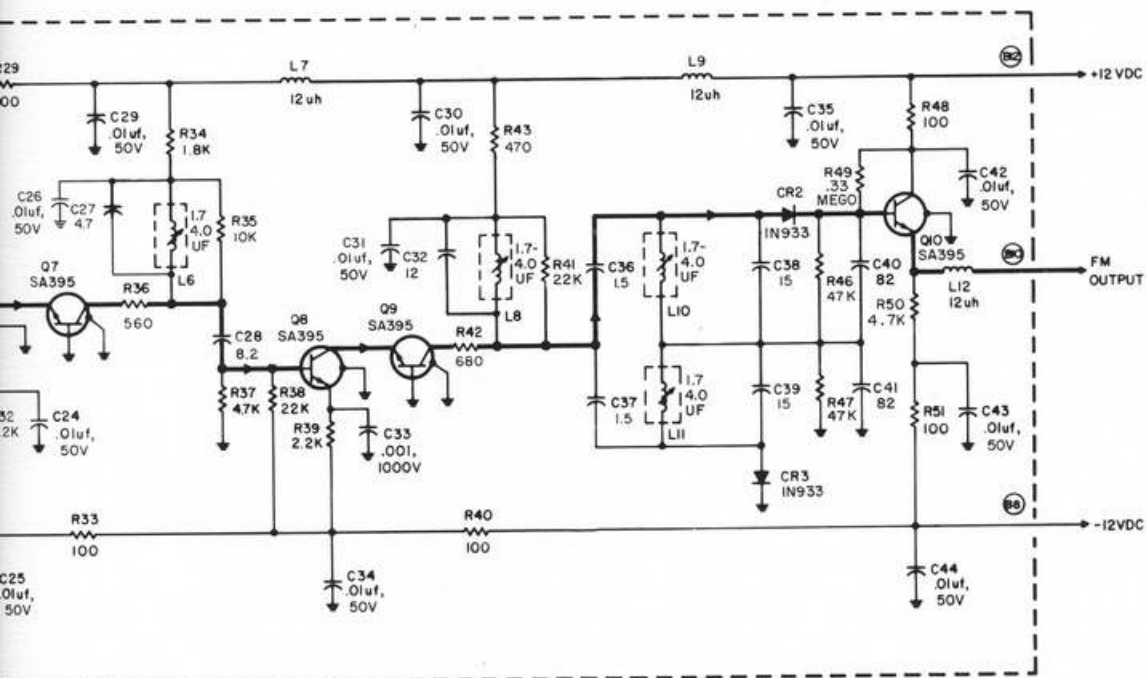 L7
12uh
L9
12uh
B12
+12 VDC
C29
.01uf,
50V
R34
1.8K
C30
.01uf,
50V
R43
470
C35
.01uf,
50V
R48
100
C26
.01uf,
50V
C27
4.7
1.7
4.0
UF
L6
R35
10K
C31
.01uf,
50V
C32
12
1.7-
4.0
UF
L8
R41
22K
C36
1.5
1.7-
4.0
UF
L10
C38
15
CR2
1N933
R49
.33
MEGO
R46
47K
C40
82
C42
.01uf,
50V
Q10
SA395
B10
FM
OUTPUT
L12
12uh
R50
4.7K
Q7
SA395
R36
560
C28
8.2
Q8
SA395
Q9
SA395
R42
680
R37
4.7K
R38
22K
R39
2.2K
C33
.001,
1000V
C37
1.5
1.7
4.0
UF
L11
C39
15
R47
47K
C41
82
R51
100
C43
.01uf,
50V
CR3
1N933
C24
.01uf,
50V
B8
-12VDC
R33
100
R40
100
C25
.01uf,
50V
C34
.01uf,
50V
C44
.01uf,
50V